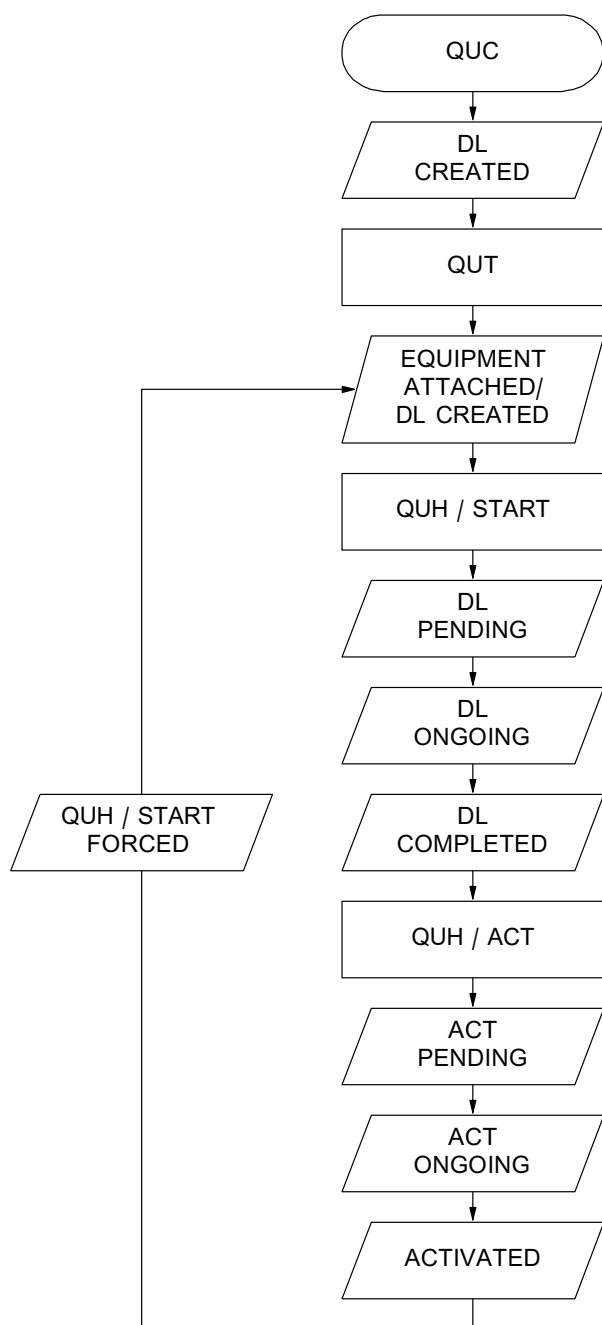 QUC
DL
CREATED
QUT
EQUIPMENT
ATTACHED/
DL CREATED
QUH / START
DL
PENDING
DL
ONGOING
QUH / START
FORCED
DL
COMPLETED
QUH / ACT
ACT
PENDING
ACT
ONGOING
ACTIVATED